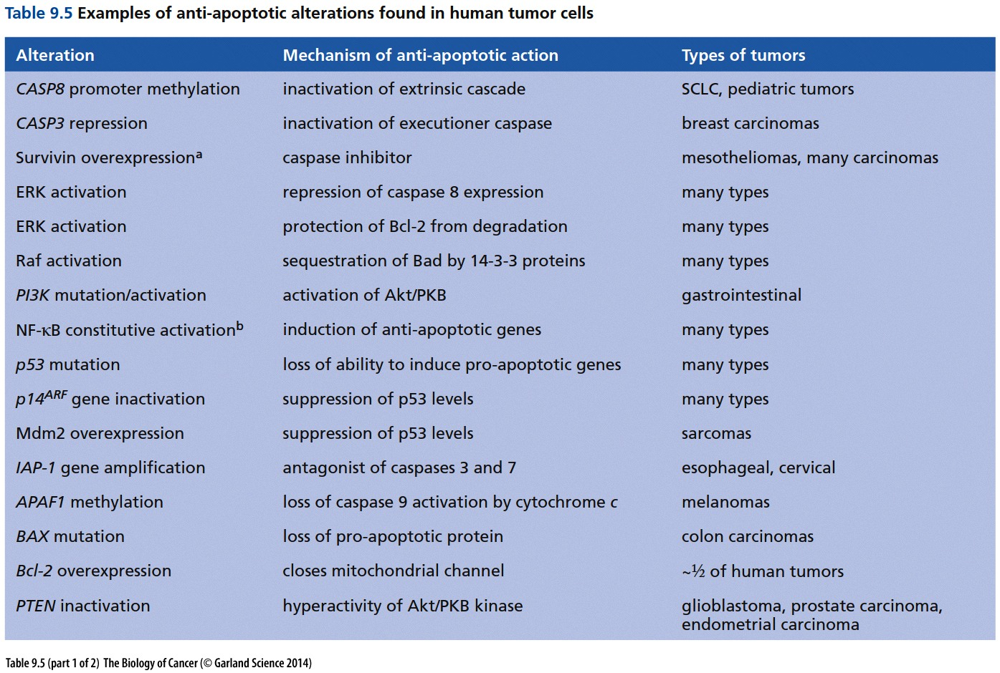 Table 9.5 Examples of anti-apoptotic alterations found in human tumor cells
Alteration Mechanism of anti-apoptotic action Types of tumors
CASP8 promoter methylation inactivation of extrinsic cascade SCLC, pediatric tumors
CASP3 repression inactivation of executioner caspase breast carcinomas
Survivin overexpressionᵃ caspase inhibitor mesotheliomas, many carcinomas
ERK activation repression of caspase 8 expression many types
ERK activation protection of Bcl-2 from degradation many types
Raf activation sequestration of Bad by 14-3-3 proteins many types
PI3K mutation/activation activation of Akt/PKB gastrointestinal
NF-κB constitutive activationᵇ induction of anti-apoptotic genes many types
p53 mutation loss of ability to induce pro-apoptotic genes many types
p14ARF gene inactivation suppression of p53 levels many types
Mdm2 overexpression suppression of p53 levels sarcomas
IAP-1 gene amplification antagonist of caspases 3 and 7 esophageal, cervical
APAF1 methylation loss of caspase 9 activation by cytochrome c melanomas
BAX mutation loss of pro-apoptotic protein colon carcinomas
Bcl-2 overexpression closes mitochondrial channel ~½ of human tumors
PTEN inactivation hyperactivity of Akt/PKB kinase glioblastoma, prostate carcinoma,
endometrial carcinoma
Table 9.5 (part 1 of 2) The Biology of Cancer (© Garland Science 2014)